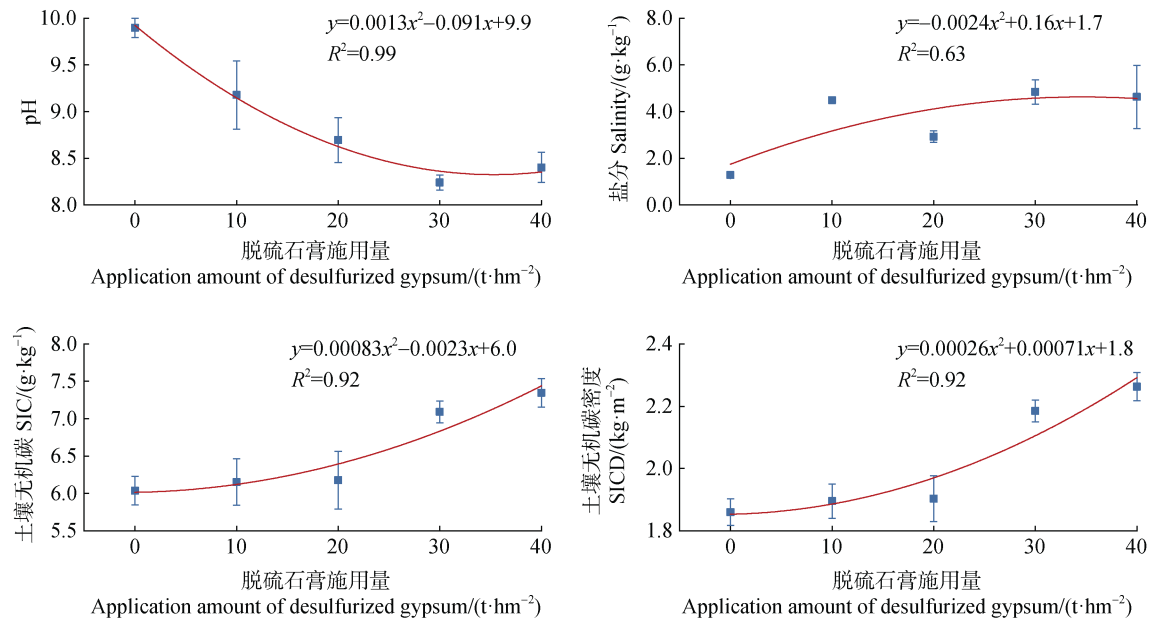 10.0
9.5
9.0
8.5
8.0
pH
y=0.0013x²−0.091x+9.9
R²=0.99
0 10 20 30 40
脱硫石膏施用量
Application amount of desulfurized gypsum/(t·hm⁻²)
8.0
6.0
4.0
2.0
0.0
盐分 Salinity/(g·kg⁻¹)
y=−0.0024x²+0.16x+1.7
R²=0.63
0 10 20 30 40
脱硫石膏施用量
Application amount of desulfurized gypsum/(t·hm⁻²)
8.0
7.5
7.0
6.5
6.0
5.5
土壤无机碳 SIC/(g·kg⁻¹)
y=0.00083x²−0.0023x+6.0
R²=0.92
0 10 20 30 40
脱硫石膏施用量
Application amount of desulfurized gypsum/(t·hm⁻²)
2.4
2.2
2.0
1.8
土壤无机碳密度
SICD/(kg·m⁻²)
y=0.00026x²+0.00071x+1.8
R²=0.92
0 10 20 30 40
脱硫石膏施用量
Application amount of desulfurized gypsum/(t·hm⁻²)